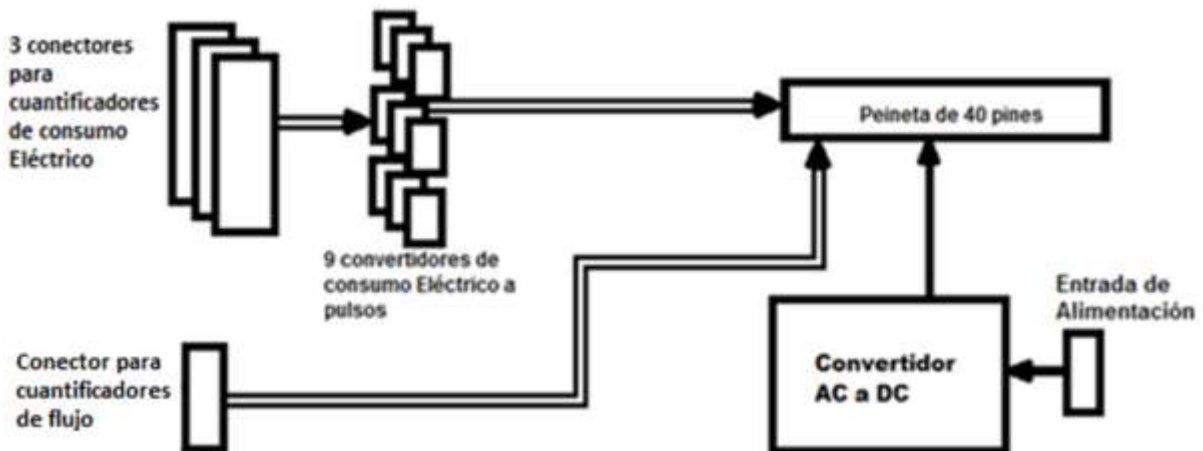 3 conectores
para
cuantificadores
de consumo
Eléctrico
Peineta de 40 pines
9 convertidores de
consumo Eléctrico a
pulsos
Entrada de
Alimentación
Conector para
cuantificadores
de flujo
Convertidor
AC a DC